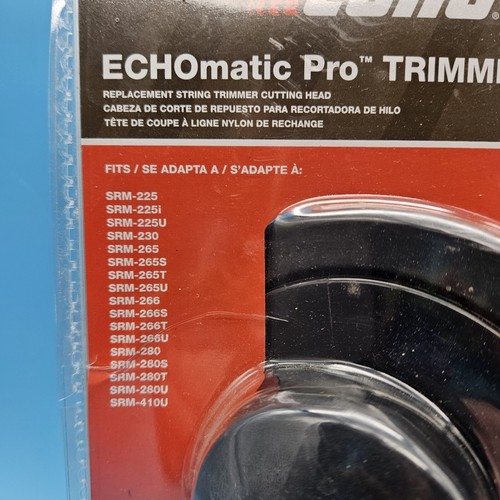 ECHO
ECHOmatic Pro™ TRIMME
REPLACEMENT STRING TRIMMER CUTTING HEAD
CABEZA DE CORTE DE REPUESTO PARA RECORTADORA DE HILO
TÊTE DE COUPE À LIGNE NYLON DE RECHANGE
FITS / SE ADAPTA A / S'ADAPTE À:
SRM-225
SRM-225i
SRM-225U
SRM-230
SRM-265
SRM-265S
SRM-265T
SRM-265U
SRM-266
SRM-266S
SRM-266T
SRM-266U
SRM-280
SRM-280S
SRM-280T
SRM-280U
SRM-410U